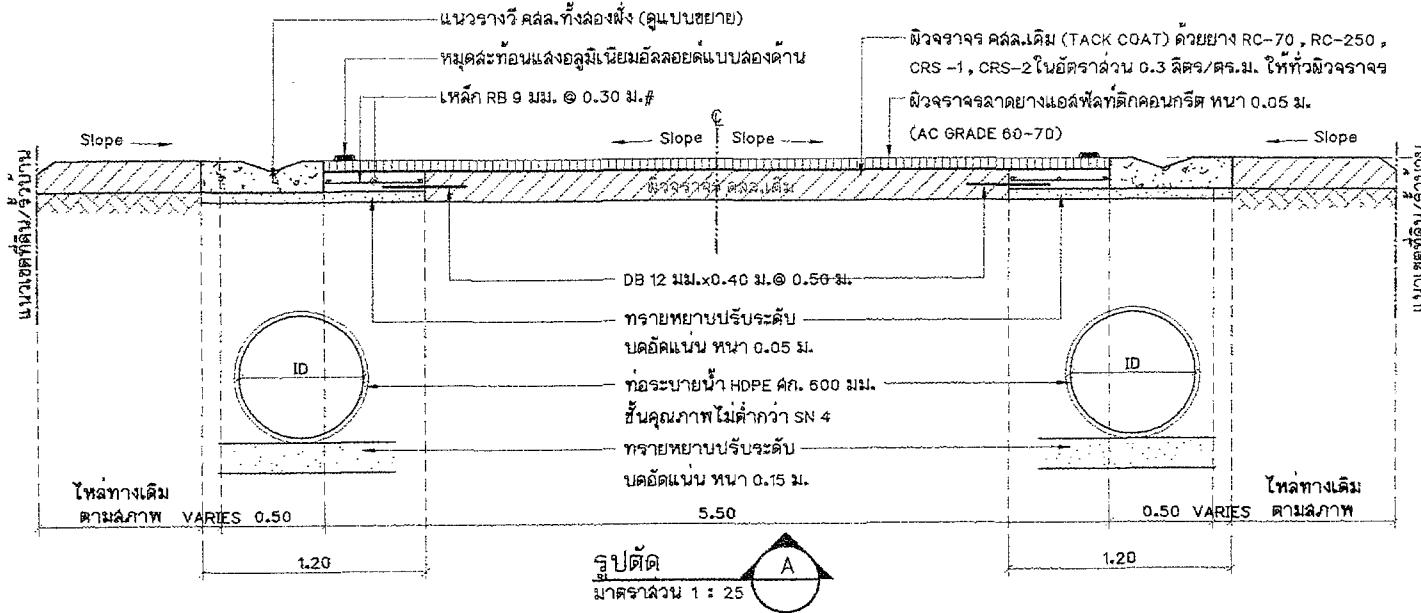 แนวรางวี คสล.ทั้งสองฝั่ง (ดูแบบขยาย)
หมุดสะท้อนแสงอลูมิเนียมอัลลอยด์แบบสองด้าน
เหล็ก RB 9 มม. @ 0.30 ม.#
ผิวจราจร คสล.เดิม (TACK COAT) ด้วยยาง RC-70 , RC-250 ,
CRS -1 , CRS-2 ในอัตราส่วน 0.3 ลิตร/ตร.ม. ให้ทั่วผิวจราจร
ผิวจราจรลาดยางแอสฟัลท์ติกคอนกรีต หนา 0.05 ม.
(AC GRADE 60-70)
Slope
Slope
Slope
Slope
แนวเขตที่ดิน/รั้วบ้าน
ผิวจราจร คสล.เดิม
แนวเขตที่ดิน/รั้วบ้าน
DB 12 มม.x0.40 ม.@ 0.50 ม.
ทรายหยาบปรับระดับ
บดอัดแน่น หนา 0.05 ม.
ID
ท่อระบายน้ำ HDPE ศก. 600 มม.
ชั้นคุณภาพไม่ต่ำกว่า SN 4
ID
ทรายหยาบปรับระดับ
บดอัดแน่น หนา 0.15 ม.
ไหล่ทางเดิม
ตามสภาพ VARIES 0.50
5.50
ไหล่ทางเดิม
0.50 VARIES ตามสภาพ
1.20
1.20
รูปตัด
มาตราส่วน 1 : 25
A